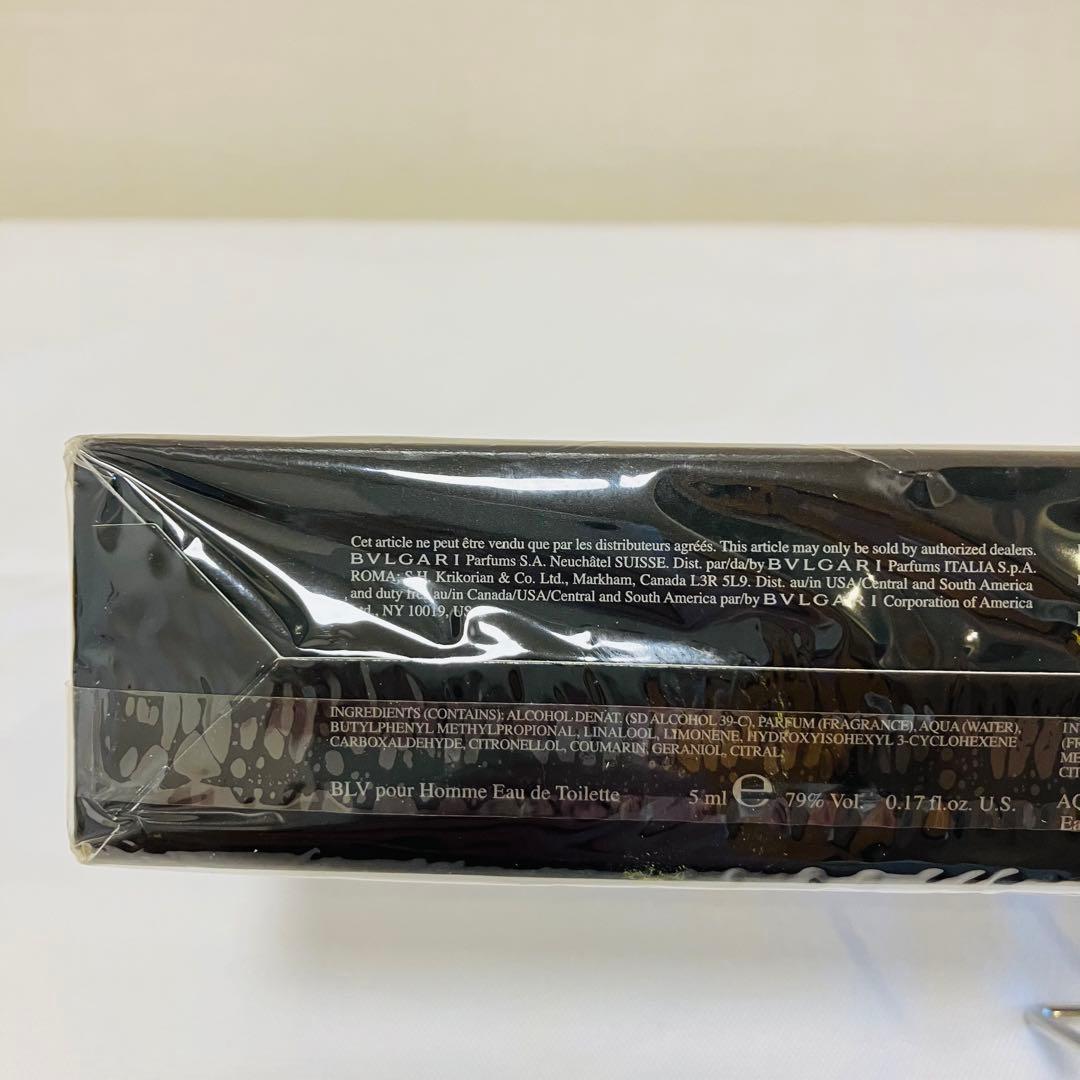 Cet article ne peut être vendu que par les distributeurs agréés. This article may only be sold by authorized dealers.
BVLGARI Parfums S.A. Neuchâtel SUISSE. Dist. par/da/by BVLGARI Parfums ITALIA S.p.A.
ROMA; S.H. Krikorian & Co. Ltd., Markham, Canada L3R 5L9. Dist. au/in USA/Central and South America
and duty free au/in Canada/USA/Central and South America par/by BVLGARI Corporation of America
NY 10019,
INGREDIENTS (CONTAINS): ALCOHOL DENAT. (SD ALCOHOL 39-C), PARFUM (FRAGRANCE), AQUA (WATER),
BUTYLPHENYL METHYLPROPIONAL, LINALOOL, LIMONENE, HYDROXYISOHEXYL 3-CYCLOHEXENE
CARBOXALDEHYDE, CITRONELLOL, COUMARIN, GERANIOL, CITRAL.
BLV pour Homme Eau de Toilette 5 ml e 79% Vol. 0.17 fl.oz. U.S.